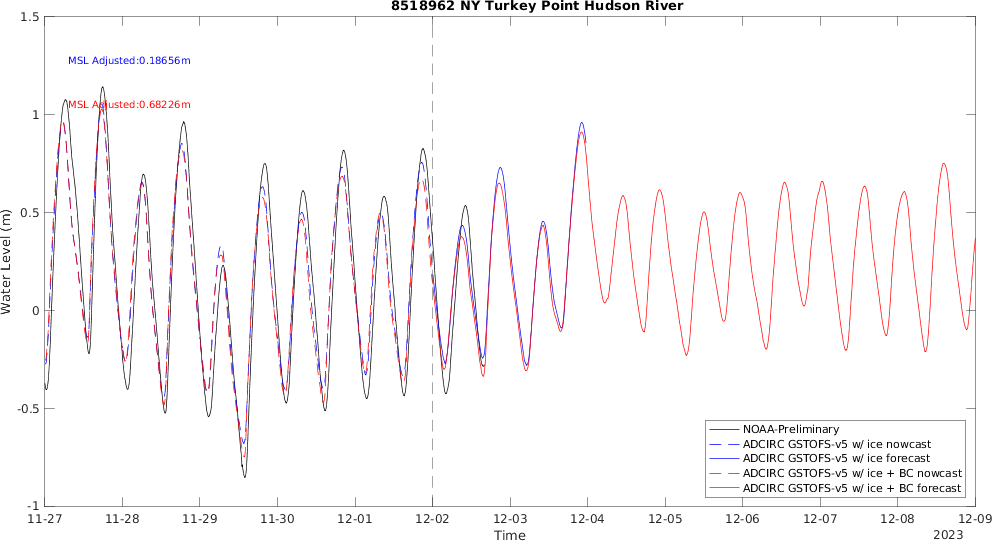 8518962 NY Turkey Point Hudson River
MSL Adjusted:0.18656m
MSL Adjusted:0.68226m
Water Level (m)
1.5
1
0.5
0
-0.5
-1
NOAA-Preliminary
ADCIRC GSTOFS-v5 w/ ice nowcast
ADCIRC GSTOFS-v5 w/ ice forecast
ADCIRC GSTOFS-v5 w/ ice + BC nowcast
ADCIRC GSTOFS-v5 w/ ice + BC forecast
11-27 11-28 11-29 11-30 12-01 12-02 12-03 12-04 12-05 12-06 12-07 12-08 12-09
Time
2023